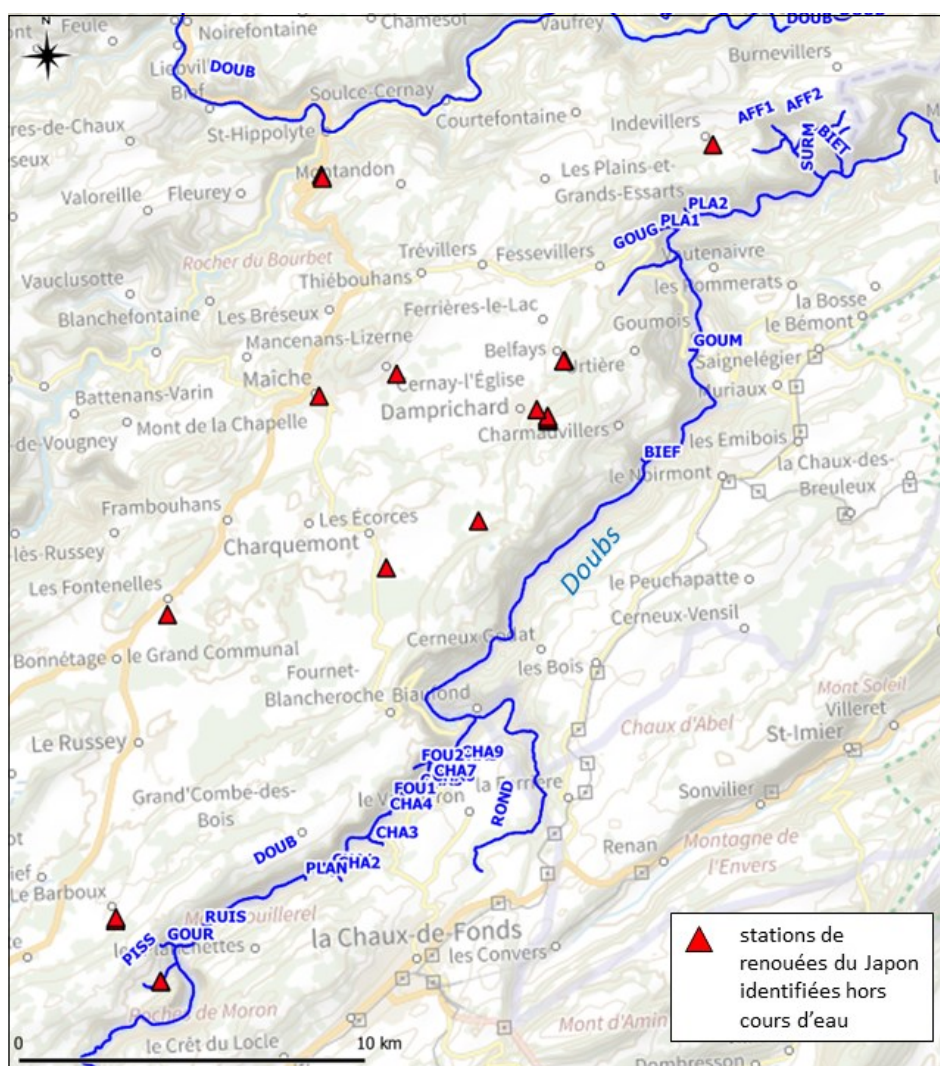 N
Feule
Noirefontaine
Chamesol
Vaufrey
DOUB
Burnevillers
DOUB
Soulce-Cernay
Bief
Courtefontaine
Indevillers
AFF1
AFF2
BIET
SURM
St-Hippolyte
Montandon
Les Plains-et-
Grands-Essarts
Valoreille
Fleurey
PLA2
PLA1
GOUG
Rocher du Bourbet
Trévillers
Fessevillers
Vauclusotte
Thiébouhans
les Pommerats
la Bosse
Blanchefontaine
Les Bréseux
Ferrières-le-Lac
Goumois
le Bémont
Mancenans-Lizerne
GOUM
Belfays
Saignelégier
Maîche
Cernay-l'Église
Battenans-Varin
Damprichard
Muriaux
Mont de la Chapelle
de-Vougney
Charmauvillers
les Emibois
BIEF
la Chaux-des-
Breuleux
le Noirmont
Frambouhans
Les Écorces
Charquemont
lès-Russey
Doubs
le Peuchapatte
Les Fontenelles
Cerneux-Veusil
Bonnétage
le Grand Communal
les Bois
Fournet-
Blancheroche
Biaufond
Mont Soleil
Villeret
Chaux d'Abel
St-Imier
Le Russey
FOU2
CHA9
CHA7
FOU1
CHA4
Grand'Combe-des-
Bois
ROND
Sonvilier
DOUB
CHA3
Renan
Montagne de
l'Envers
PLAN
CHA2
Le Barboux
RUIS
GOUR
PISS
la Chaux-de-Fonds
les Convers
Roches de Moron
le Crêt du Locle
Mont d'Amin
Dombresson
0
10 km
stations de
renouées du Japon
identifiées hors
cours d'eau